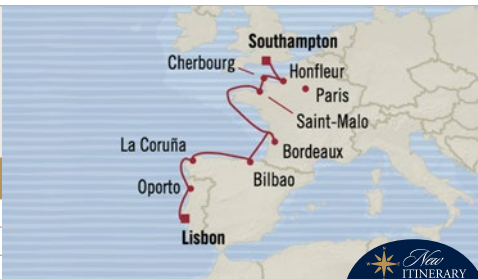 Southampton
Cherbourg
Honfleur
Paris
Saint-Malo
La Coruña
Bordeaux
Bilbao
Oporto
Lisbon
New
ITINERARY